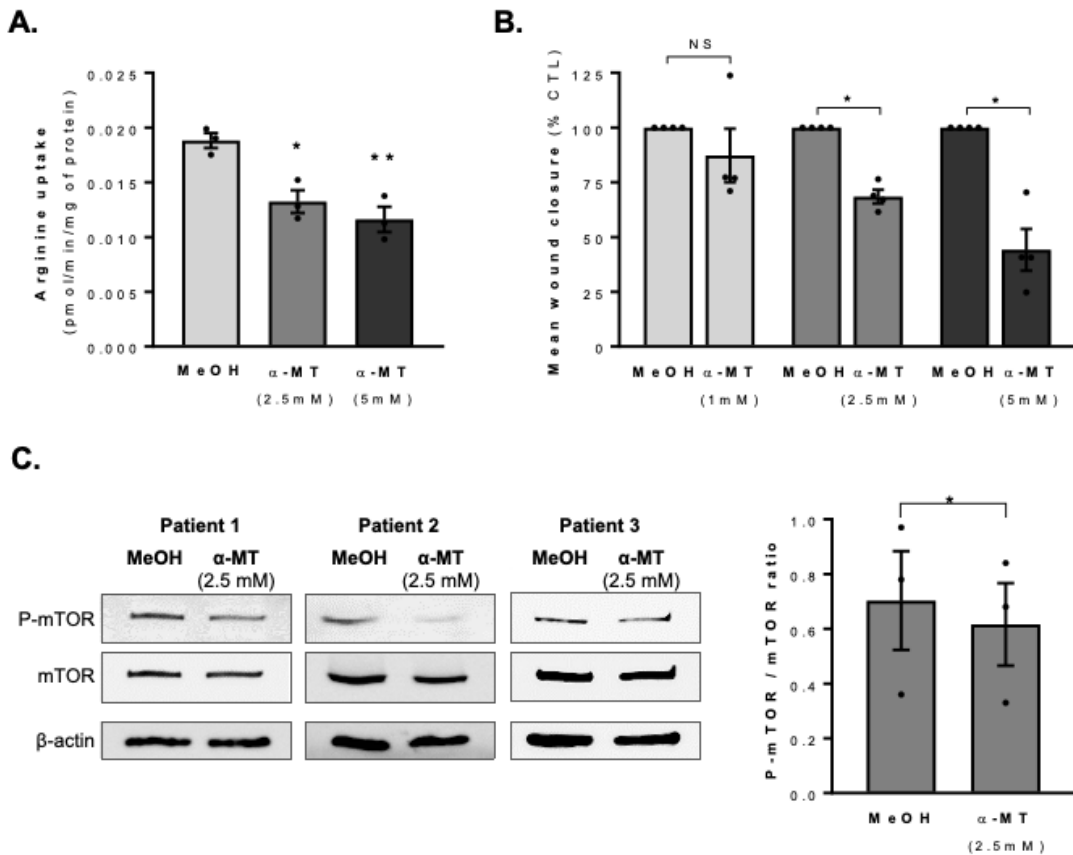 A.
Arginine uptake
(pmol/min/mg of protein)
0.025
0.020
0.015
0.010
0.005
0.000
*
**
MeOH
α-MT
(2.5mM)
α-MT
(5mM)
B.
Mean wound closure (% CTL)
125
100
75
50
25
0
NS
*
*
MeOH α-MT MeOH α-MT MeOH α-MT
(1mM) (2.5mM) (5mM)
C.
Patient 1 Patient 2 Patient 3
MeOH α-MT MeOH α-MT MeOH α-MT
(2.5 mM) (2.5 mM) (2.5 mM)
P-mTOR
mTOR
β-actin
P-mTOR / mTOR ratio
1.0
0.8
0.6
0.4
0.2
0.0
*
MeOH α-MT
(2.5mM)